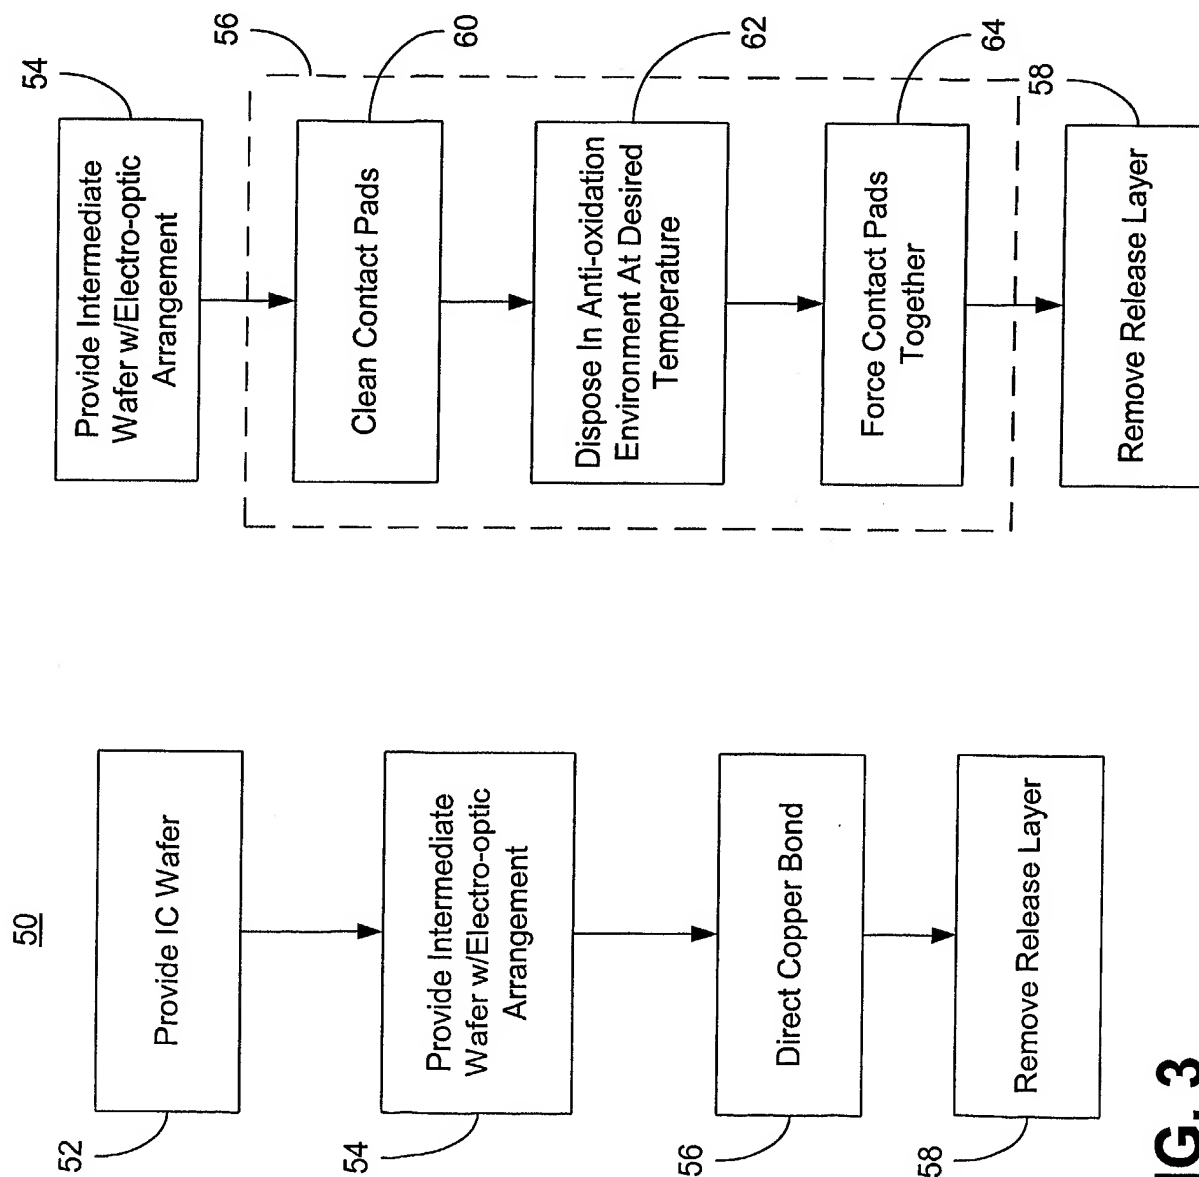 50
52
Provide IC Wafer
54
Provide Intermediate
Wafer w/Electro-optic
Arrangement
56
Direct Copper Bond
58
Remove Release Layer
54
Provide Intermediate
Wafer w/Electro-optic
Arrangement
56
60
Clean Contact Pads
62
Dispose In Anti-oxidation
Environment At Desired
Temperature
64
Force Contact Pads
Together
58
Remove Release Layer
IG. 3